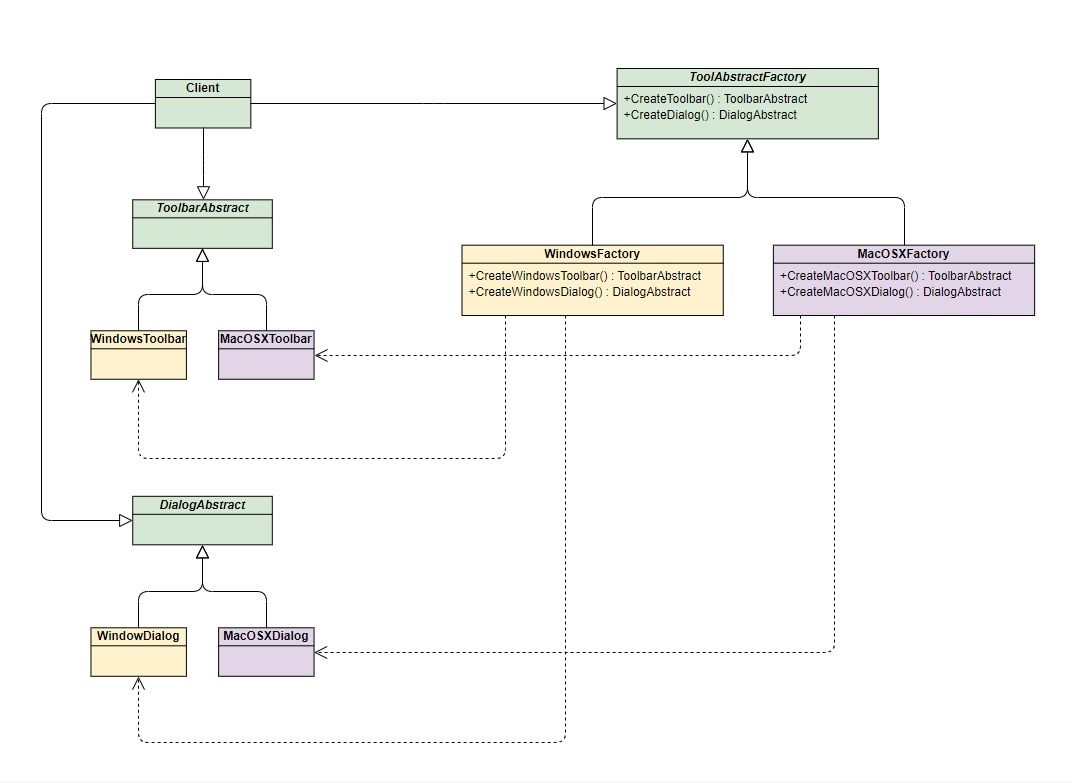 Client
ToolAbstractFactory
+CreateToolbar() : ToolbarAbstract
+CreateDialog() : DialogAbstract
ToolbarAbstract
WindowsFactory
+CreateWindowsToolbar() : ToolbarAbstract
+CreateWindowsDialog() : DialogAbstract
MacOSXFactory
+CreateMacOSXToolbar() : ToolbarAbstract
+CreateMacOSXDialog() : DialogAbstract
WindowsToolbar
MacOSXToolbar
DialogAbstract
WindowDialog
MacOSXDialog